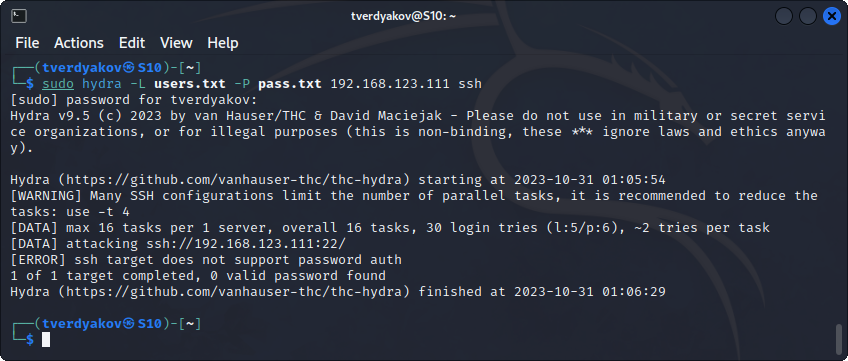 tverdyakov@S10: ~
File Actions Edit View Help
┌──(tverdyakov㉿S10)-[~]
└─$ sudo hydra -L users.txt -P pass.txt 192.168.123.111 ssh
[sudo] password for tverdyakov:
Hydra v9.5 (c) 2023 by van Hauser/THC & David Maciejak - Please do not use in military or secret servi
ce organizations, or for illegal purposes (this is non-binding, these *** ignore laws and ethics anywa
y).
Hydra (https://github.com/vanhauser-thc/thc-hydra) starting at 2023-10-31 01:05:54
[WARNING] Many SSH configurations limit the number of parallel tasks, it is recommended to reduce the
tasks: use -t 4
[DATA] max 16 tasks per 1 server, overall 16 tasks, 30 login tries (l:5/p:6), ~2 tries per task
[DATA] attacking ssh://192.168.123.111:22/
[ERROR] ssh target does not support password auth
1 of 1 target completed, 0 valid password found
Hydra (https://github.com/vanhauser-thc/thc-hydra) finished at 2023-10-31 01:06:29
┌──(tverdyakov㉿S10)-[~]
└─$